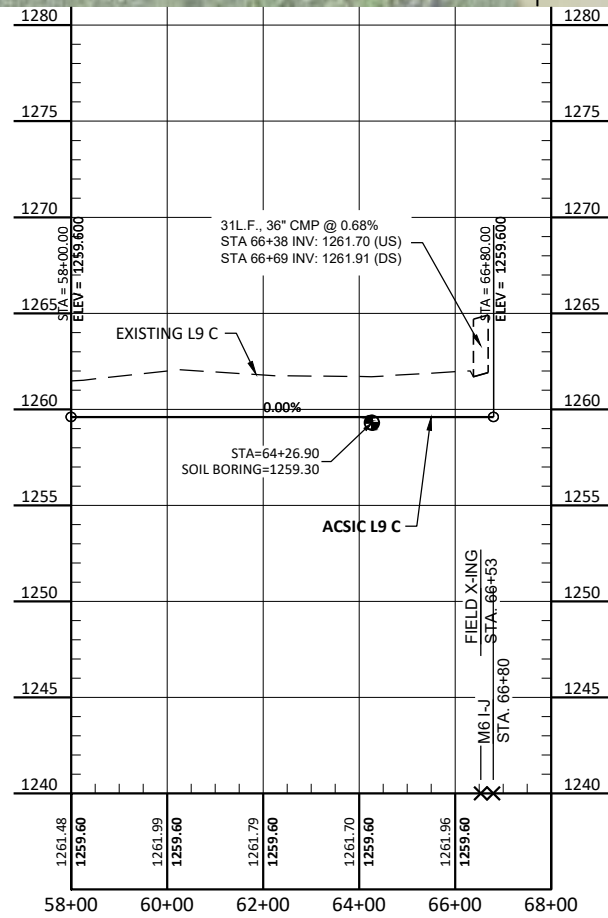 1280
1280
1275
1275
1270
1270
1265
1265
1260
1260
1255
1255
1250
1250
1245
1245
1240
1240
STA = 58+00.00
ELEV = 1259.600
31L.F., 36" CMP @ 0.68%
STA 66+38 INV: 1261.70 (US)
STA 66+69 INV: 1261.91 (DS)
STA = 66+80.00
ELEV = 1259.600
EXISTING L9 C
0.00%
STA=64+26.90
SOIL BORING=1259.30
ACSIC L9 C
FIELD X-ING
STA. 66+53
M6 I-J
STA. 66+80
1261.48
1259.60
1261.99
1259.60
1261.79
1259.60
1261.70
1259.60
1261.96
1259.60
58+00
60+00
62+00
64+00
66+00
68+00